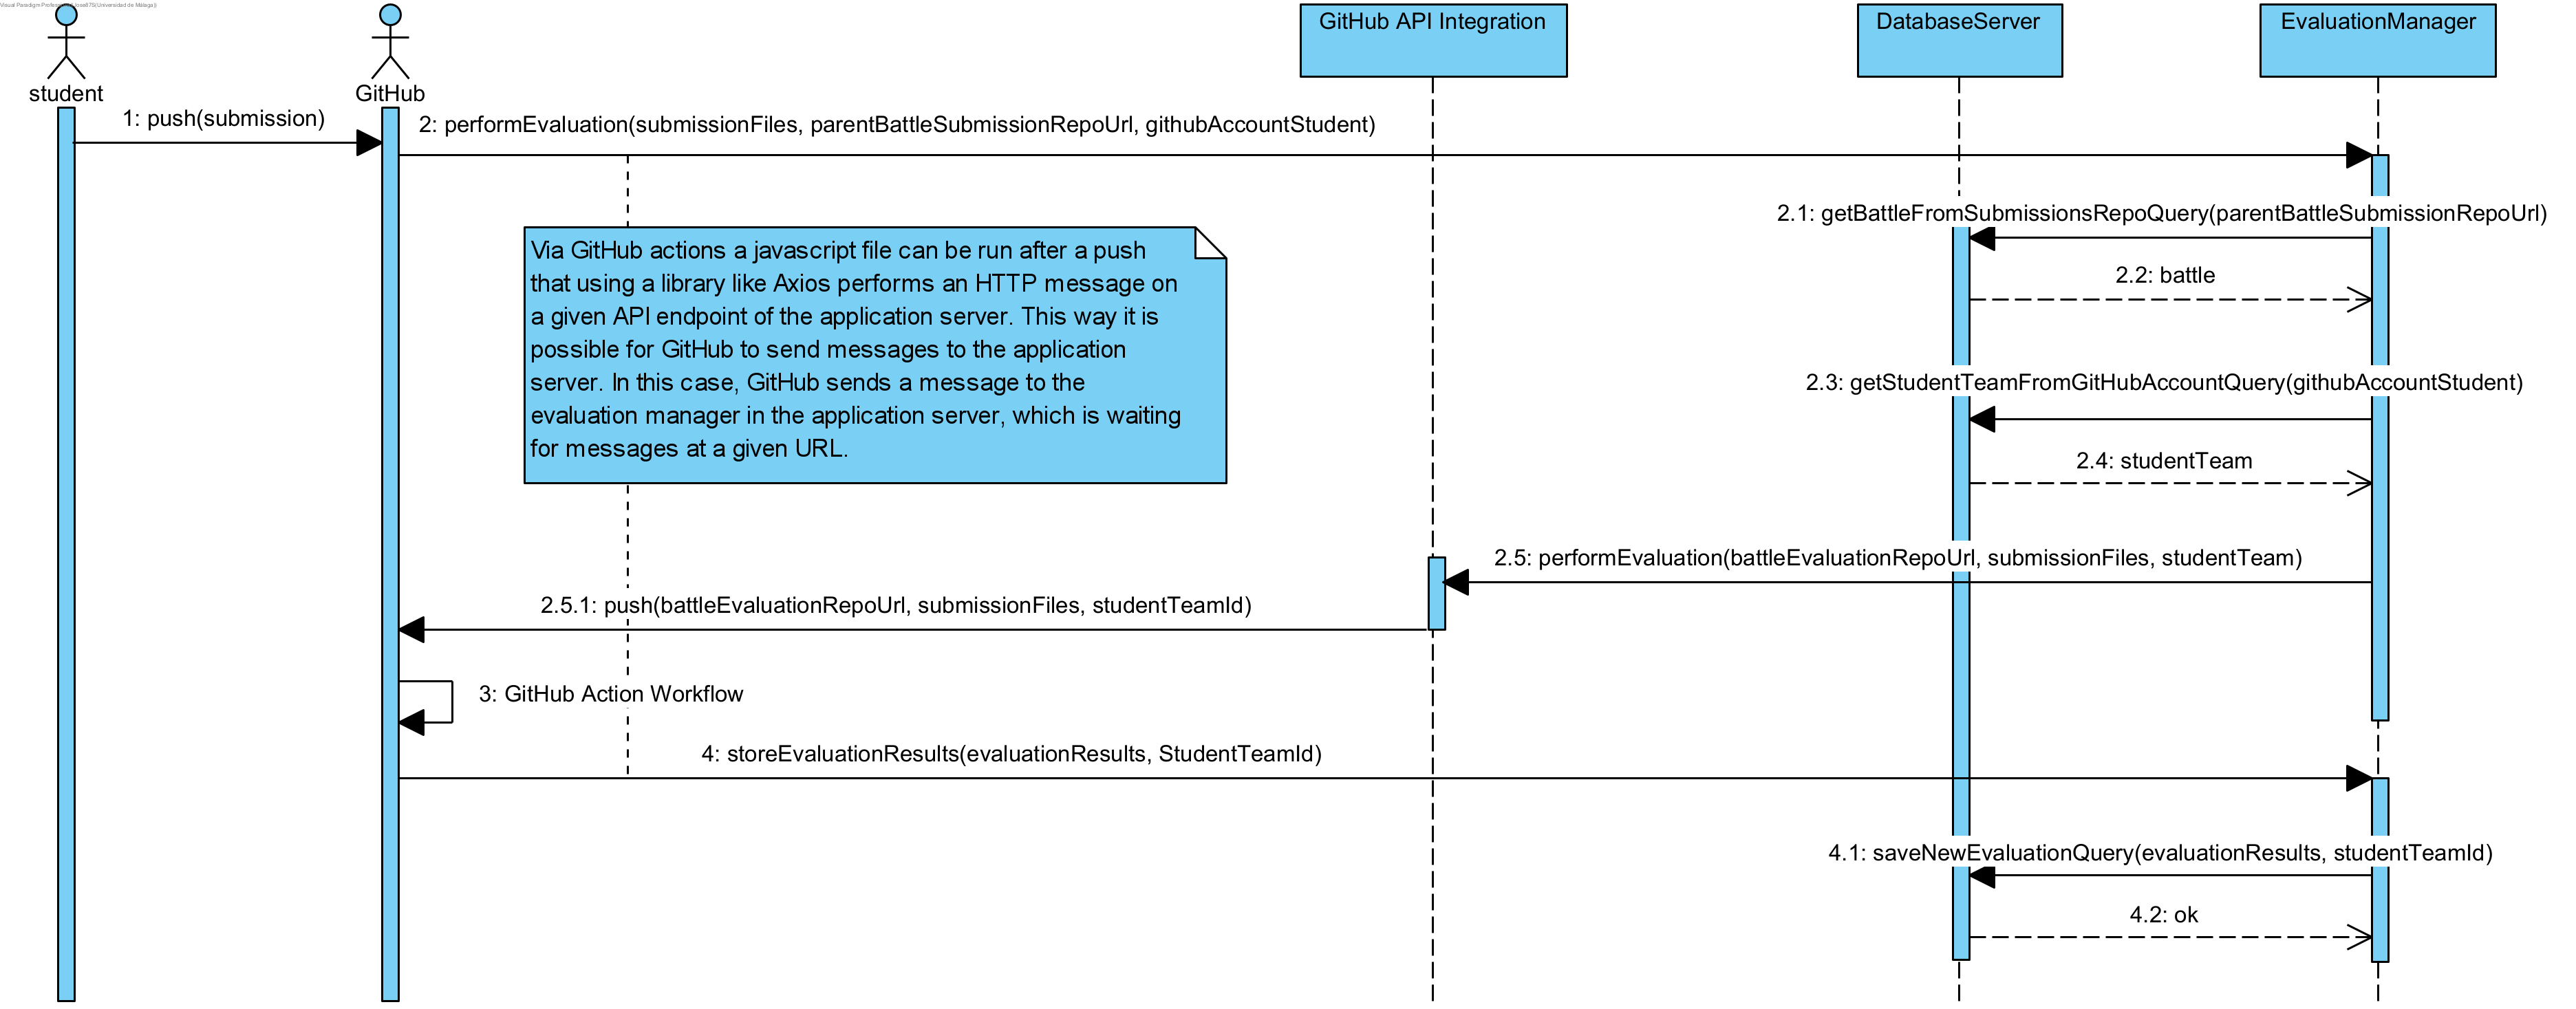 Visual Paradigm Professional(Jose875(Universidad de Málaga))
GitHub API Integration
DatabaseServer
EvaluationManager
student
GitHub
1: push(submission)
2: performEvaluation(submissionFiles, parentBattleSubmissionRepoUrl, githubAccountStudent)
2.1: getBattleFromSubmissionsRepoQuery(parentBattleSubmissionRepoUrl)
Via GitHub actions a javascript file can be run after a push
that using a library like Axios performs an HTTP message on
a given API endpoint of the application server. This way it is
possible for GitHub to send messages to the application
server. In this case, GitHub sends a message to the
evaluation manager in the application server, which is waiting
for messages at a given URL.
2.2: battle
2.3: getStudentTeamFromGitHubAccountQuery(githubAccountStudent)
2.4: studentTeam
2.5: performEvaluation(battleEvaluationRepoUrl, submissionFiles, studentTeam)
2.5.1: push(battleEvaluationRepoUrl, submissionFiles, studentTeamId)
3: GitHub Action Workflow
4: storeEvaluationResults(evaluationResults, StudentTeamId)
4.1: saveNewEvaluationQuery(evaluationResults, studentTeamId)
4.2: ok